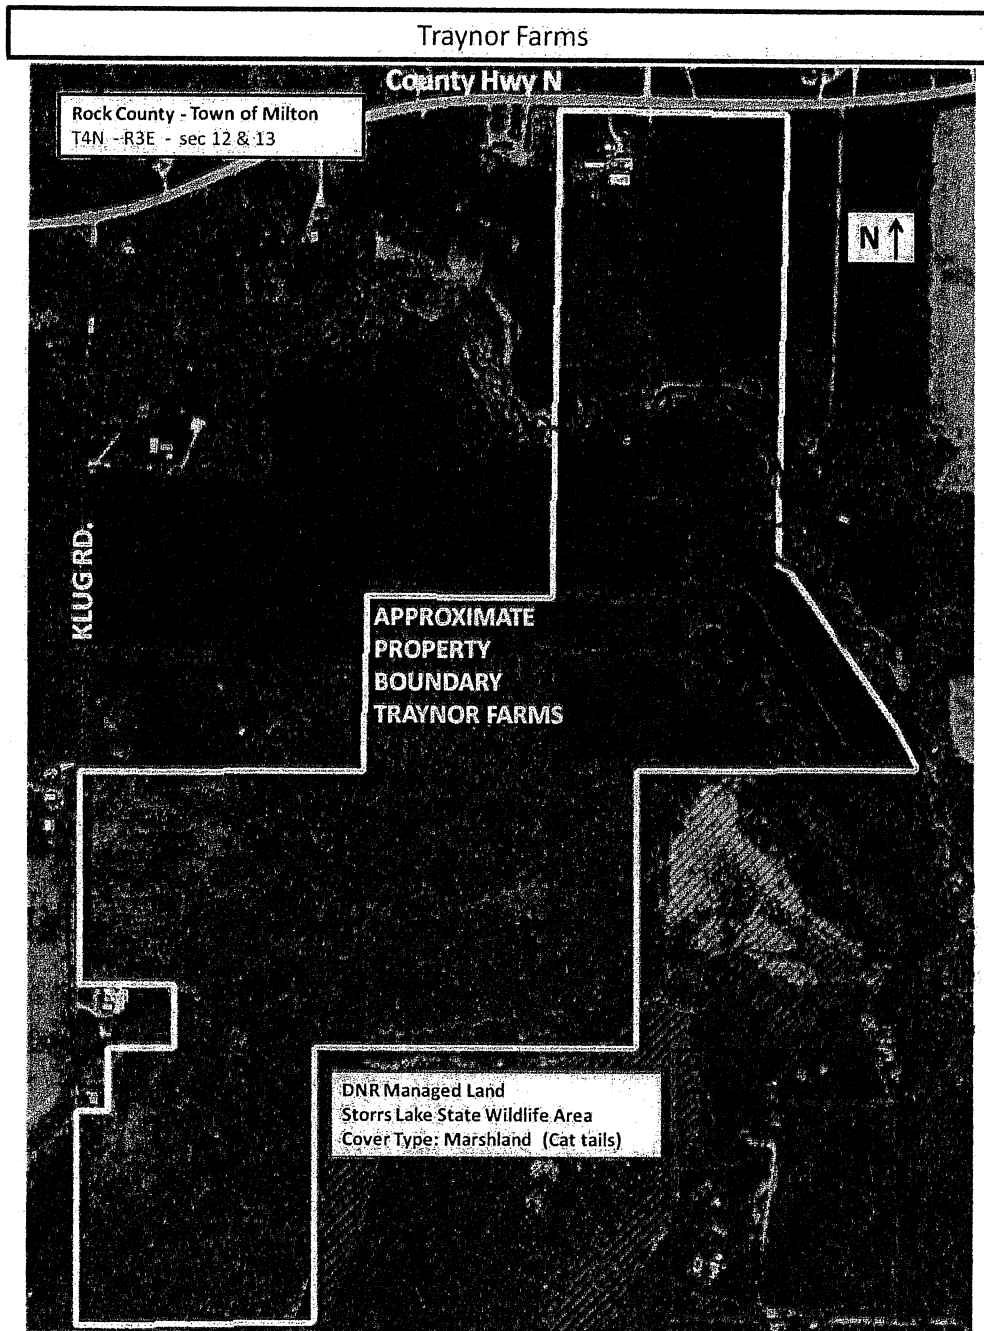 Traynor Farms
County Hwy N
Rock County - Town of Milton
T4N - R3E - sec 12 & 13
N
KLUG RD.
APPROXIMATE
PROPERTY
BOUNDARY
TRAYNOR FARMS
DNR Managed Land
Storrs Lake State Wildlife Area
Cover Type: Marshland (Cat tails)